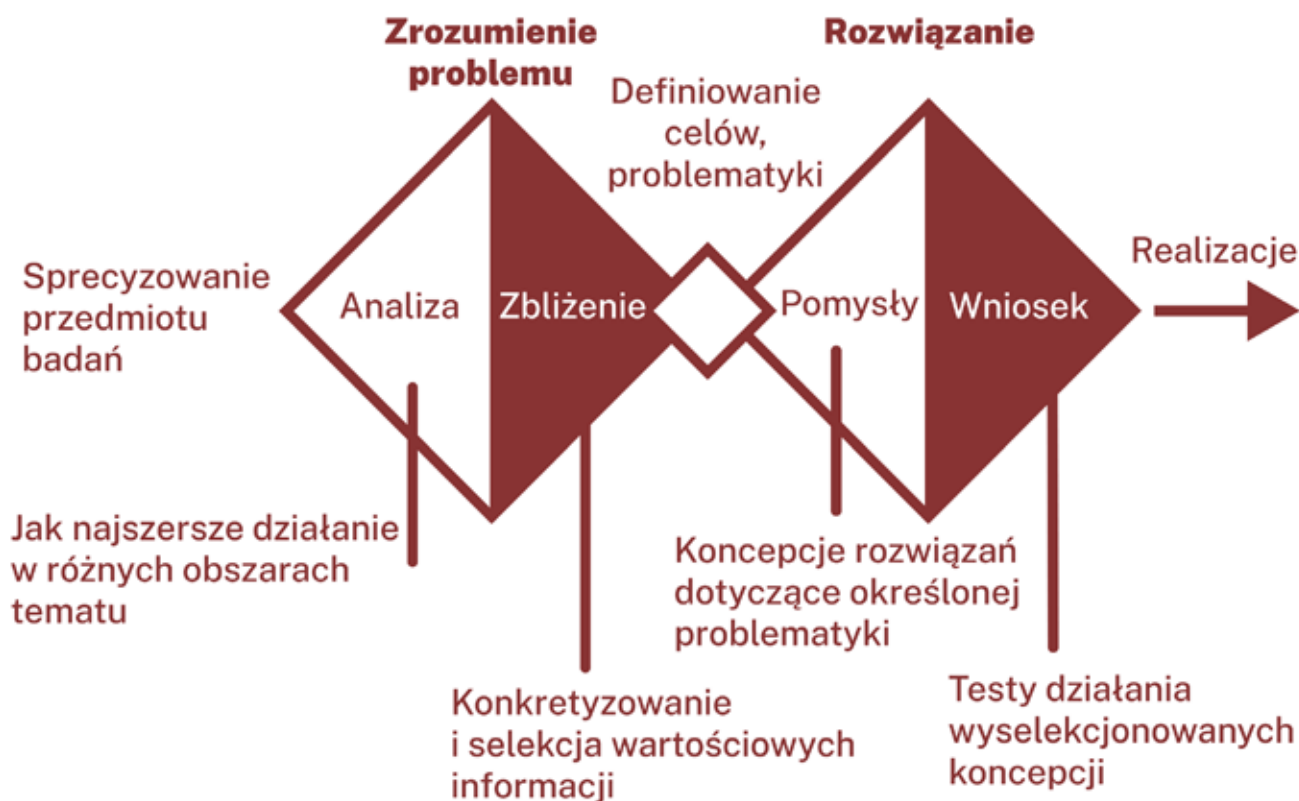 Zrozumienie
problemu
Rozwiązanie
Definiowanie
celów,
problematyki
Sprecyzowanie
przedmiotu
badań
Analiza
Zbliżenie
Pomysły
Wniosek
Realizacje
Jak najszersze działanie
w różnych obszarach
tematu
Konkretyzowanie
i selekcja wartościowych
informacji
Koncepcje rozwiązań
dotyczące określonej
problematyki
Testy działania
wyselekcjonowanych
koncepcji